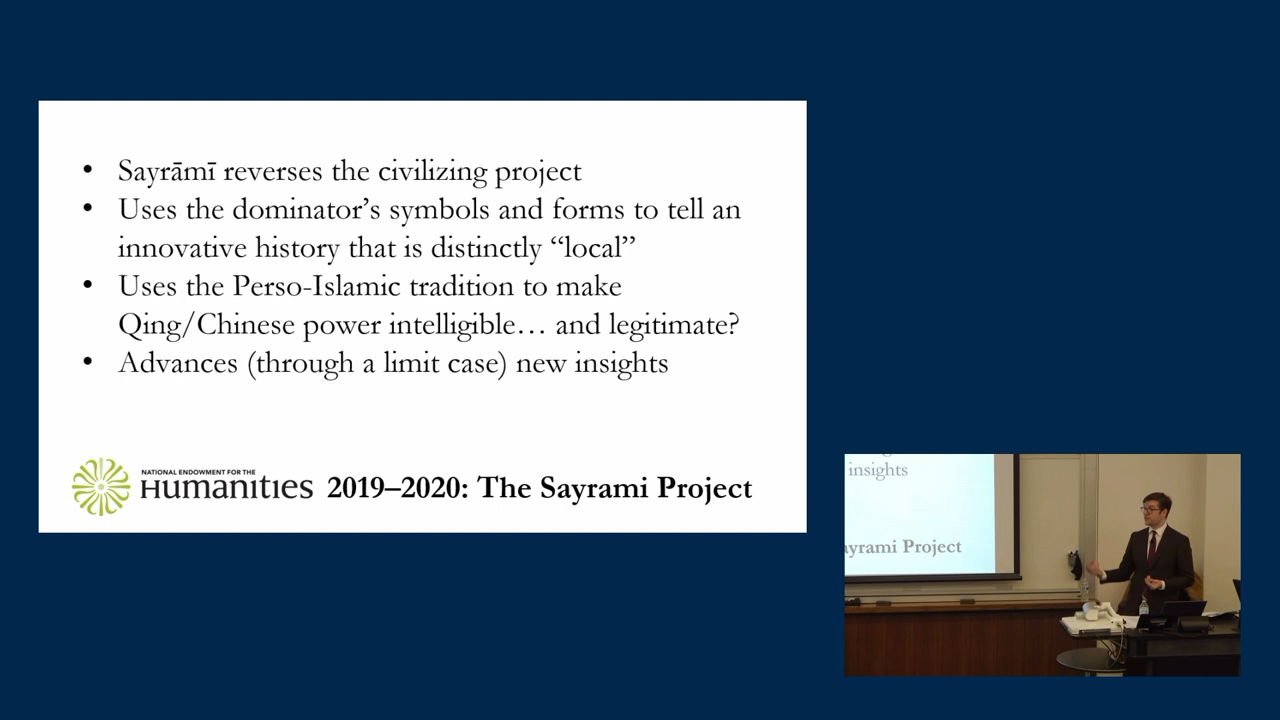 • Sayrāmī reverses the civilizing project
• Uses the dominator’s symbols and forms to tell an
innovative history that is distinctly “local”
• Uses the Perso-Islamic tradition to make
Qing/Chinese power intelligible… and legitimate?
• Advances (through a limit case) new insights
NATIONAL ENDOWMENT FOR THE
Humanities 2019–2020: The Sayrami Project
insights
ayrami Project